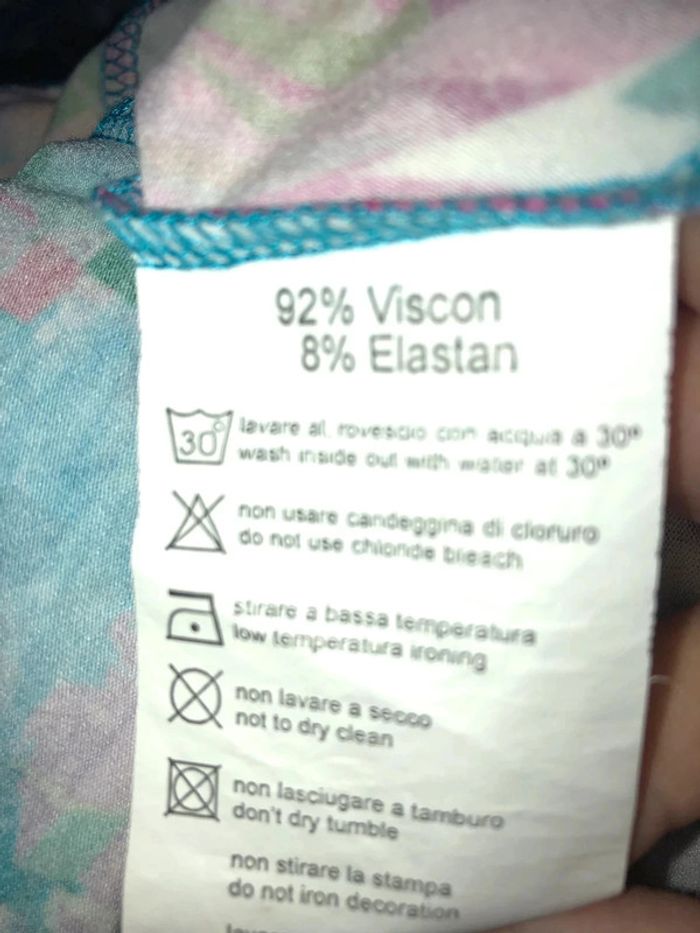 92% Viscon
8% Elastan
30°
lavare al rovescio con acqua a 30°
wash inside out with water at 30°
non usare candeggina di cloruro
do not use chloride bleach
stirare a bassa temperatura
low temperatura ironing
non lavare a secco
not to dry clean
non lasciugare a tamburo
don't dry tumble
non stirare la stampa
do not iron decoration